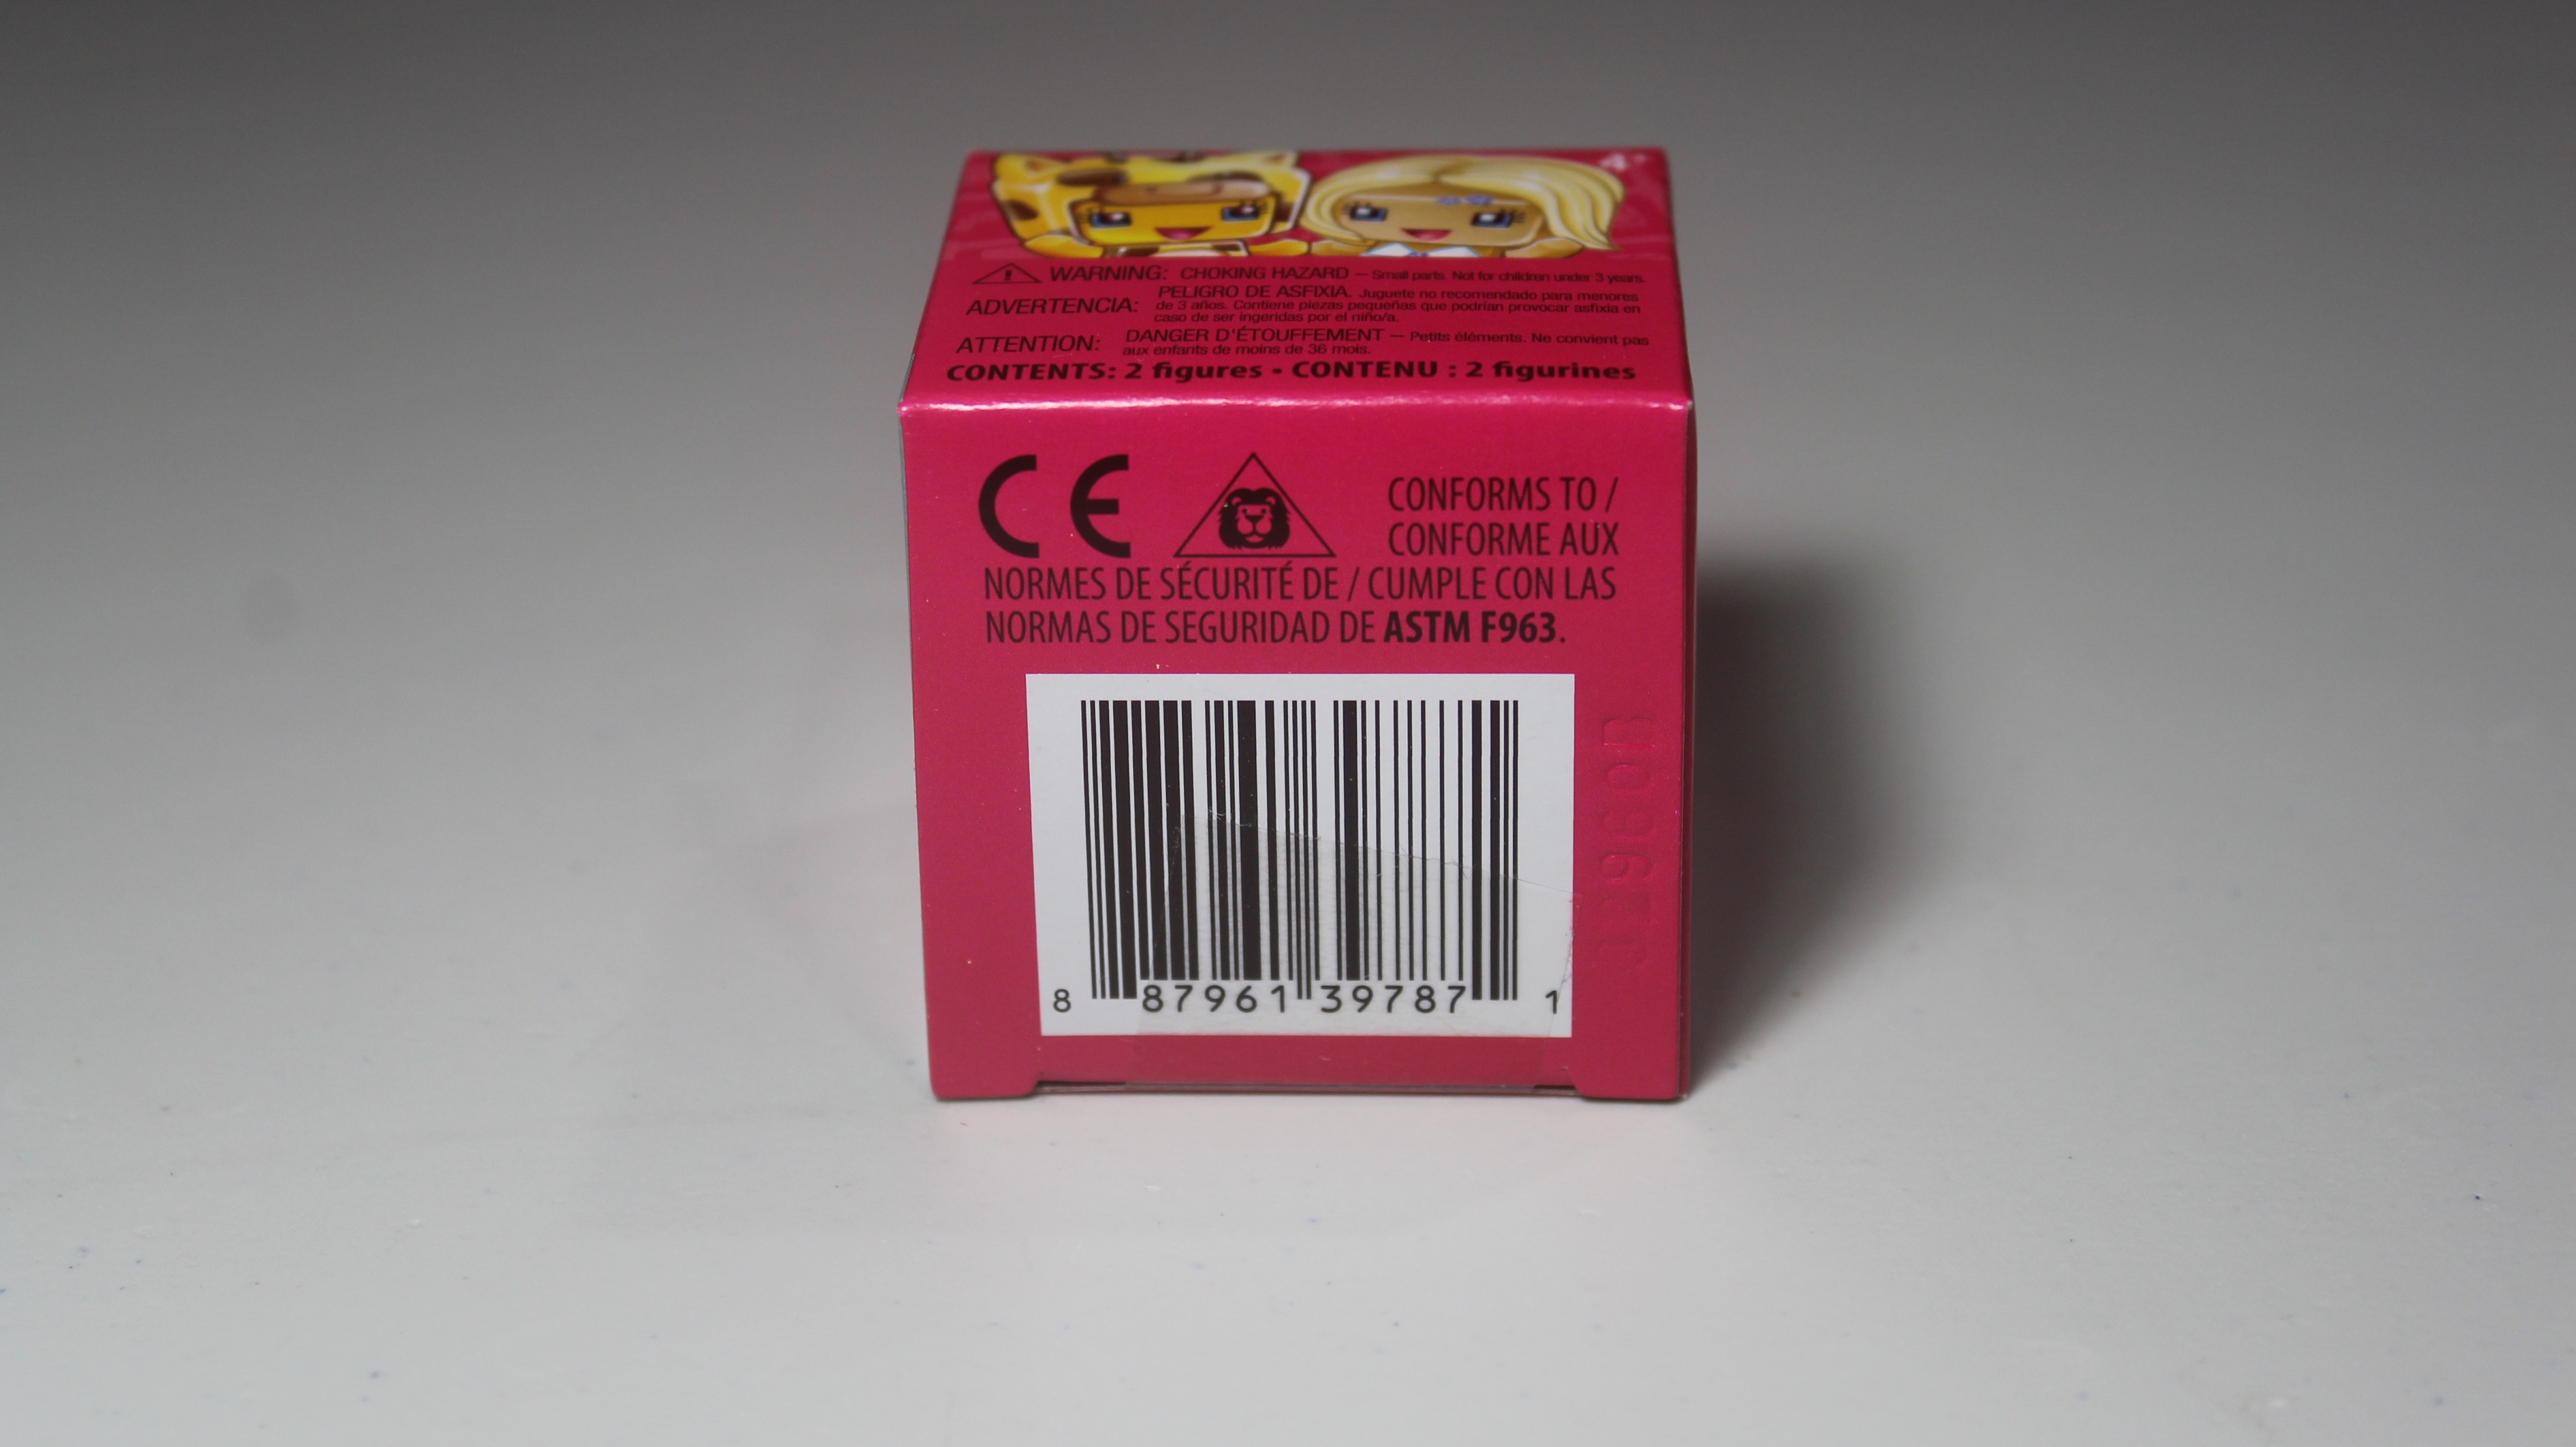 4+
WARNING: CHOKING HAZARD — Small parts. Not for children under 3 years.
ADVERTENCIA: PELIGRO DE ASFIXIA. Juguete no recomendado para menores
de 3 años. Contiene piezas pequeñas que podrían provocar asfixia en
caso de ser ingeridas por el niño/a.
ATTENTION: DANGER D'ÉTOUFFEMENT — Petits éléments. Ne convient pas
aux enfants de moins de 36 mois.
CONTENTS: 2 figures • CONTENU : 2 figurines
CE
CONFORMS TO /
CONFORME AUX
NORMES DE SÉCURITÉ DE / CUMPLE CON LAS
NORMAS DE SEGURIDAD DE ASTM F963.
8 87961 39787 1